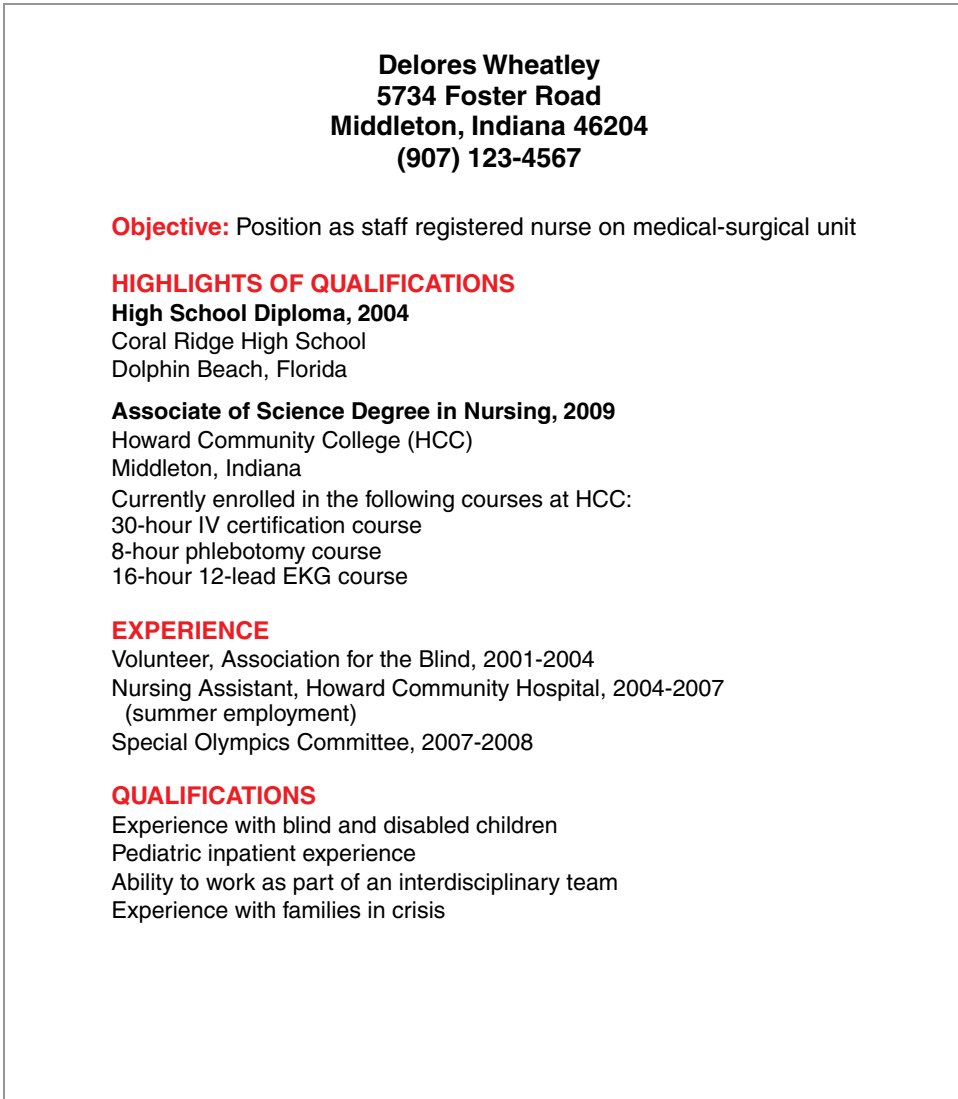 Delores Wheatley
5734 Foster Road
Middleton, Indiana 46204
(907) 123-4567
Objective: Position as staff registered nurse on medical-surgical unit
HIGHLIGHTS OF QUALIFICATIONS
High School Diploma, 2004
Coral Ridge High School
Dolphin Beach, Florida
Associate of Science Degree in Nursing, 2009
Howard Community College (HCC)
Middleton, Indiana
Currently enrolled in the following courses at HCC:
30-hour IV certification course
8-hour phlebotomy course
16-hour 12-lead EKG course
EXPERIENCE
Volunteer, Association for the Blind, 2001-2004
Nursing Assistant, Howard Community Hospital, 2004-2007
(summer employment)
Special Olympics Committee, 2007-2008
QUALIFICATIONS
Experience with blind and disabled children
Pediatric inpatient experience
Ability to work as part of an interdisciplinary team
Experience with families in crisis